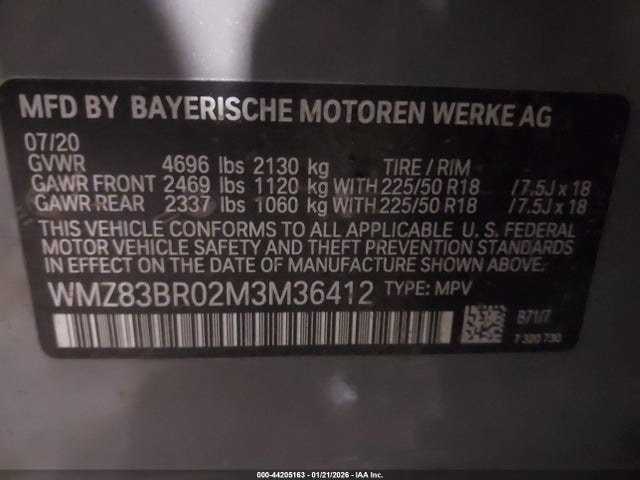 MFD BY BAYERISCHE MOTOREN WERKE AG
07/20
GVWR 4696 lbs 2130 kg TIRE / RIM
GAWR FRONT 2469 lbs 1120 kg WITH 225/50 R18 /7.5J x 18
GAWR REAR 2337 lbs 1060 kg WITH 225/50 R18 /7.5J x 18
THIS VEHICLE CONFORMS TO ALL APPLICABLE U. S. FEDERAL
MOTOR VEHICLE SAFETY AND THEFT PREVENTION STANDARDS
IN EFFECT ON THE DATE OF MANUFACTURE SHOWN ABOVE.
WMZ83BR02M3M36412 TYPE: MPV
B71/7
7 320 730
000-44205163 - 01/21/2026 - IAA Inc.